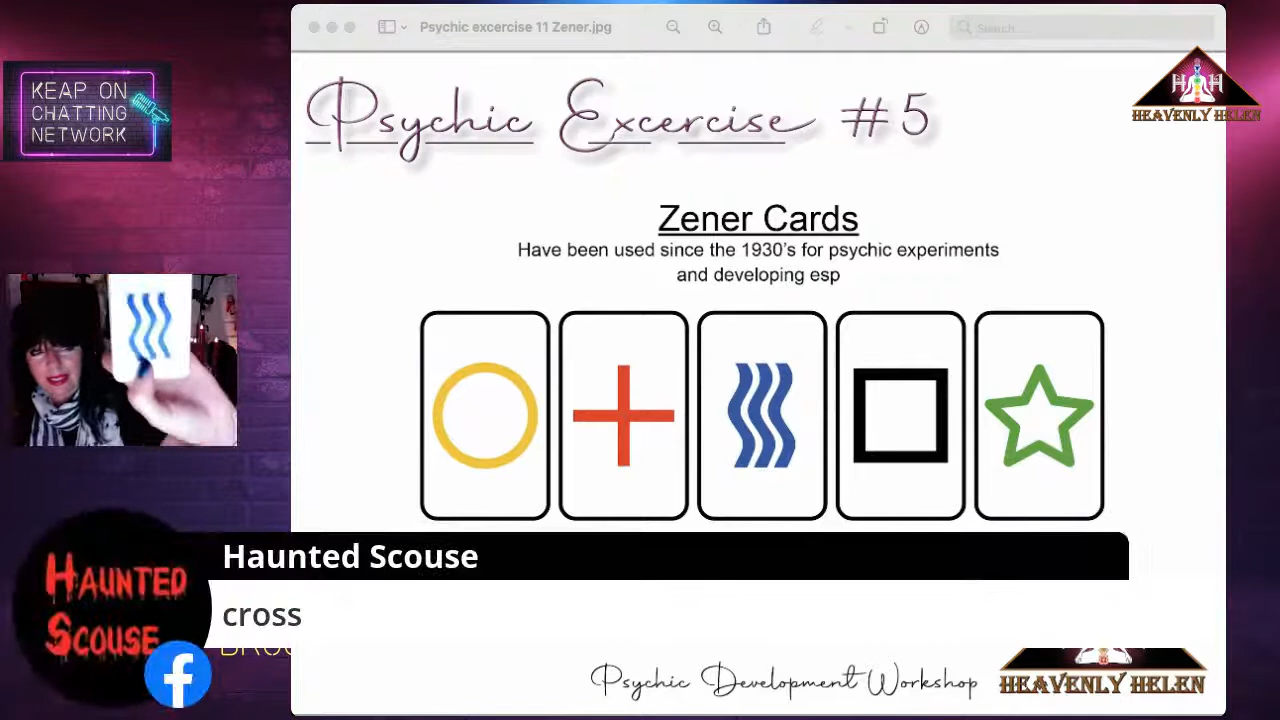 Psychic excercise 11 Zener.jpg
Search
KEAP ON
CHATTING
NETWORK
Psychic Excercise #5
HEAVENLY HELEN
Zener Cards
Have been used since the 1930's for psychic experiments
and developing esp
Haunted Scouse
cross
HAUNTED
SCOUSE
Psychic Development Workshop
HEAVENLY HELEN